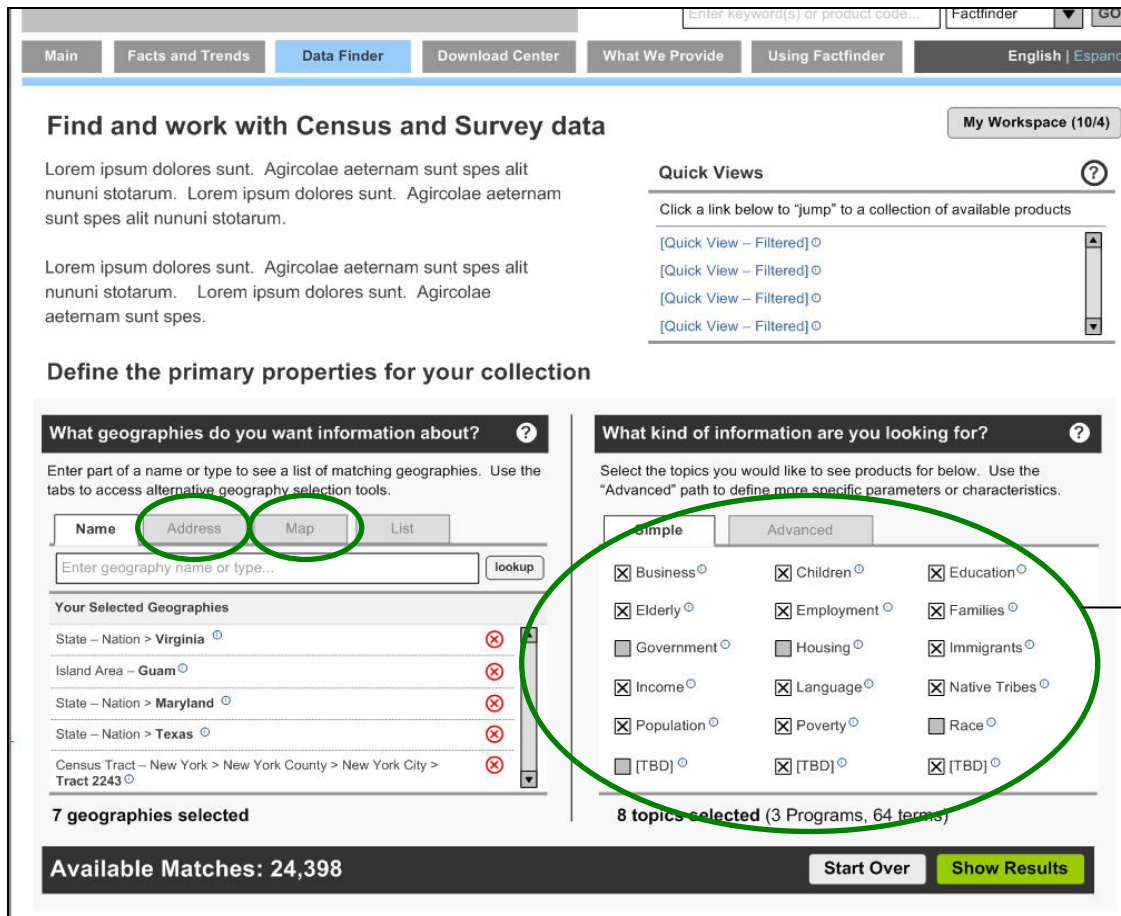 Enter keyword(s) or product code... Factfinder GO
Main Facts and Trends Data Finder Download Center What We Provide Using Factfinder English | Espano
Find and work with Census and Survey data
My Workspace (10/4)
Lorem ipsum dolores sunt. Agircolae aeternam sunt spes alit
nununi stotarum. Lorem ipsum dolores sunt. Agircolae aeternam
sunt spes alit nununi stotarum.
Lorem ipsum dolores sunt. Agircolae aeternam sunt spes alit
nununi stotarum. Lorem ipsum dolores sunt. Agircolae
aeternam sunt spes.
Quick Views ?
Click a link below to “jump” to a collection of available products
[Quick View – Filtered]
[Quick View – Filtered]
[Quick View – Filtered]
[Quick View – Filtered]
Define the primary properties for your collection
What geographies do you want information about? ?
Enter part of a name or type to see a list of matching geographies. Use the
tabs to access alternative geography selection tools.
Name Address Map List
Enter geography name or type... lookup
Your Selected Geographies
State – Nation > Virginia
Island Area – Guam
State – Nation > Maryland
State – Nation > Texas
Census Tract – New York > New York County > New York City >
Tract 2243
7 geographies selected
What kind of information are you looking for? ?
Select the topics you would like to see products for below. Use the
“Advanced” path to define more specific parameters or characteristics.
Simple Advanced
Business Children Education
Elderly Employment Families
Government Housing Immigrants
Income Language Native Tribes
Population Poverty Race
[TBD] [TBD] [TBD]
8 topics selected (3 Programs, 64 terms)
Available Matches: 24,398 Start Over Show Results